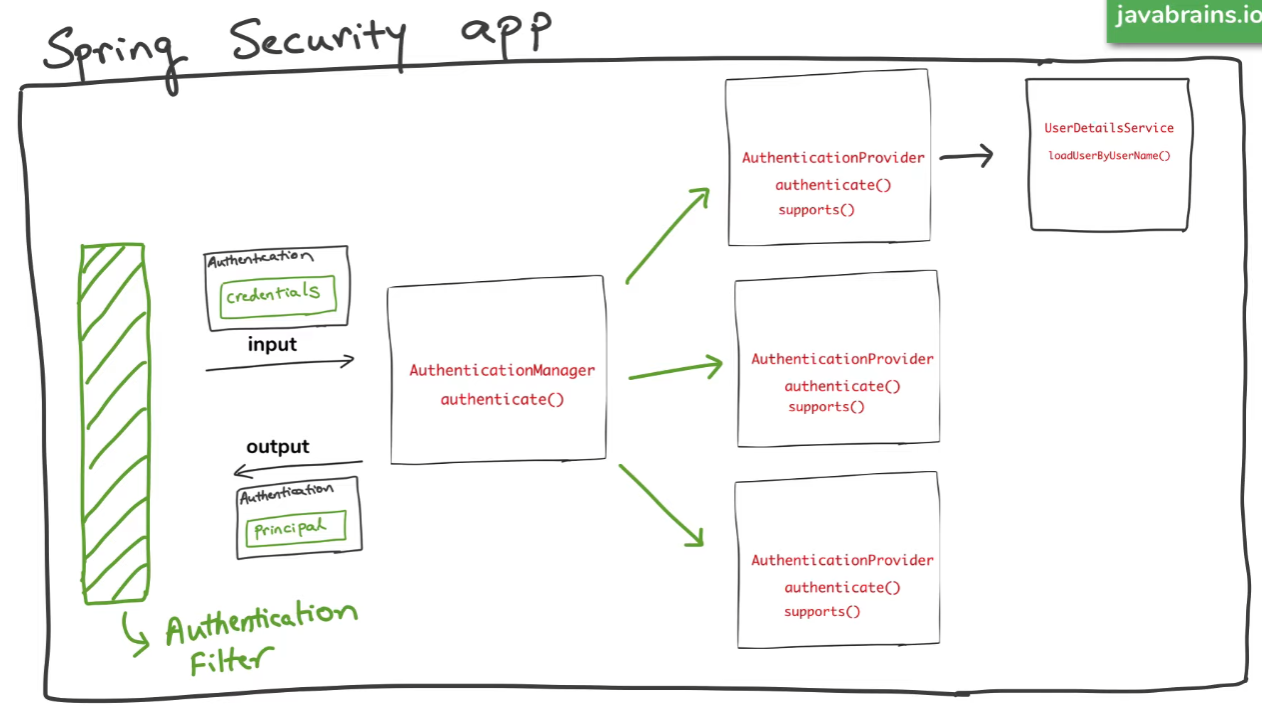 Spring Security app
javabrains.io
Authentication
credentials
input
output
Authentication
Principal
Authentication
Filter
AuthenticationManager
authenticate()
AuthenticationProvider
authenticate()
supports()
AuthenticationProvider
authenticate()
supports()
AuthenticationProvider
authenticate()
supports()
UserDetailsService
loadUserByUserName()